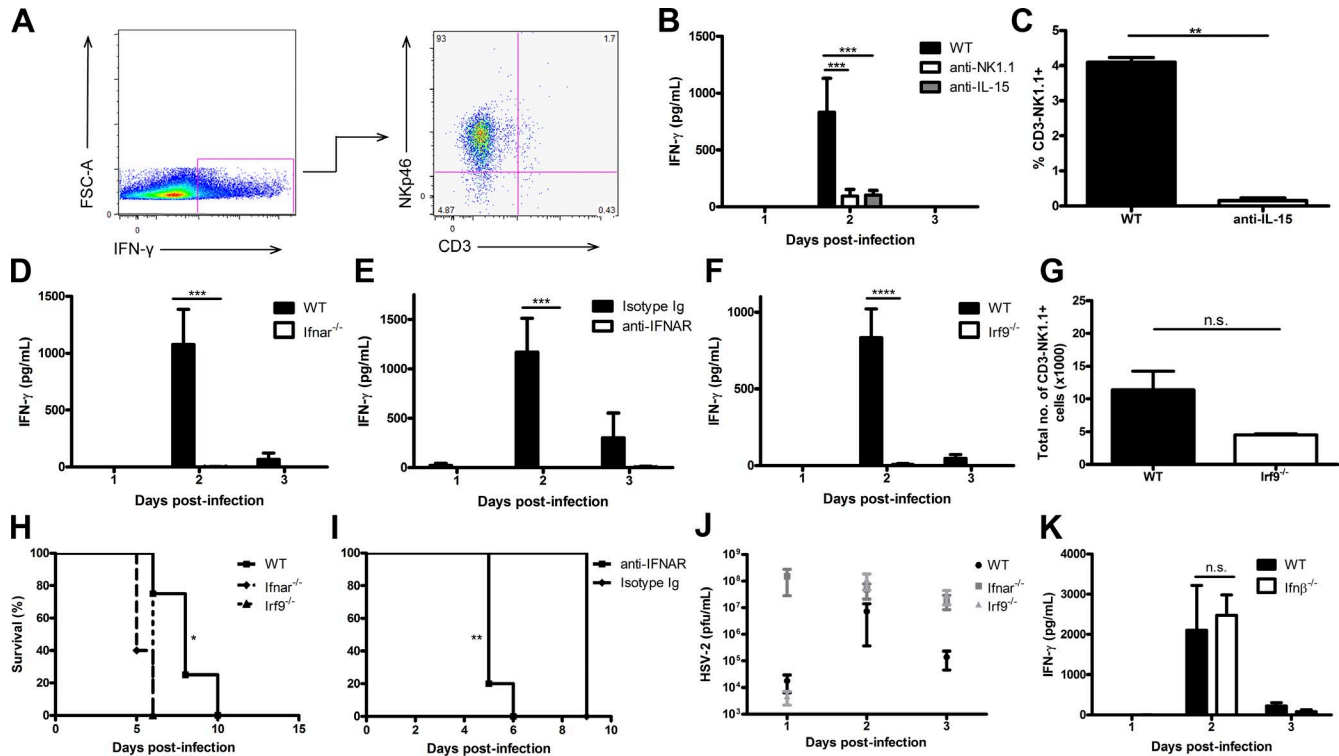 A
FSC-A
0
0
IFN-γ
93
1.7
4.87
0.43
NKp46
0
0
CD3
B
IFN-γ (pg/mL)
1500
1000
500
0
***
***
WT
anti-NK1.1
anti-IL-15
1
2
3
Days post-infection
C
% CD3-NK1.1+
5
4
3
2
1
0
**
WT
anti-IL-15
D
IFN-γ (pg/mL)
1500
1000
500
0
***
WT
Ifnar-/-
1
2
3
Days post-infection
E
IFN-γ (pg/mL)
2000
1500
1000
500
0
***
Isotype Ig
anti-IFNAR
1
2
3
Days post-infection
F
IFN-γ (pg/mL)
1000
500
0
****
WT
Irf9-/-
1
2
3
Days post-infection
G
Total no. of CD3-NK1.1+
cells (x1000)
25
20
15
10
5
0
n.s.
WT
Irf9-/-
H
Survival (%)
100
80
60
40
20
0
*
WT
Ifnar-/-
Irf9-/-
0
5
10
15
Days post-infection
I
100
80
60
40
20
0
**
anti-IFNAR
Isotype Ig
0
2
4
6
8
10
Days post-infection
J
HSV-2 (pfu/mL)
10⁹
10⁸
10⁷
10⁶
10⁵
10⁴
10³
WT
Ifnar-/-
Irf9-/-
1
2
3
Days post-infection
K
IFN-γ (pg/mL)
4000
3000
2000
1000
0
n.s.
WT
Ifnβ-/-
1
2
3
Days post-infection